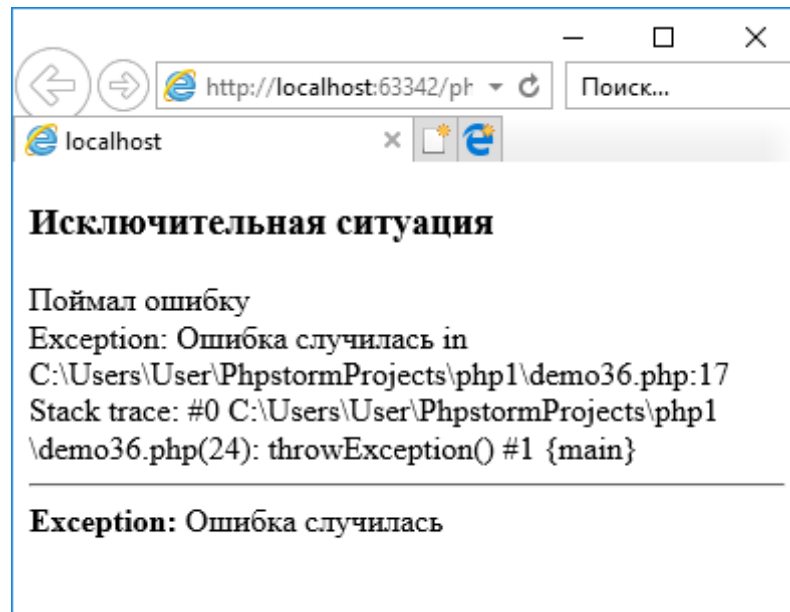 http://localhost:63342/ph
Поиск...
localhost
Исключительная ситуация
Поймал ошибку
Exception: Ошибка случилась in
C:\Users\User\PhpstormProjects\php1\demo36.php:17
Stack trace: #0 C:\Users\User\PhpstormProjects\php1
\demo36.php(24): throwException() #1 {main}
Exception: Ошибка случилась